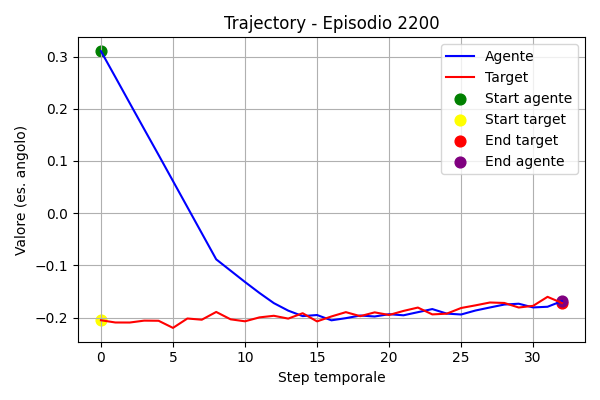 Trajectory - Episodio 2200
Valore (es. angolo)
0.3
0.2
0.1
0.0
−0.1
−0.2
0 5 10 15 20 25 30
Step temporale
Agente
Target
Start agente
Start target
End target
End agente